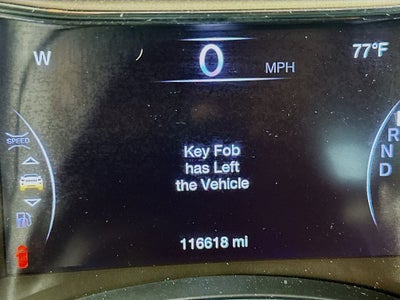 W
0
MPH
77°F
SPEED
R
N
D
Key Fob
has Left
the Vehicle
116618 mi